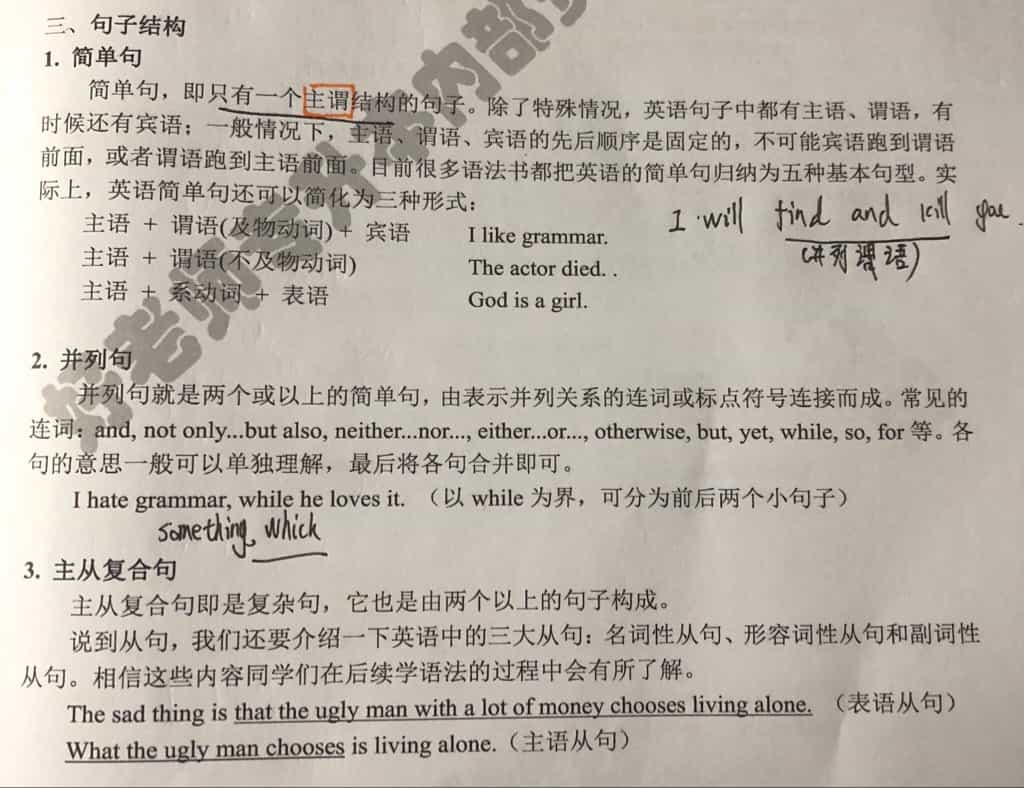 三、句子结构
1. 简单句
简单句，即只有一个主谓结构的句子。除了特殊情况，英语句子中都有主语、谓语，有
时候还有宾语；一般情况下，主语、谓语、宾语的先后顺序是固定的，不可能宾语跑到谓语
前面，或者谓语跑到主语前面。目前很多语法书都把英语的简单句归纳为五种基本句型。实
际上，英语简单句还可以简化为三种形式：
I will find and kill you.
(并列谓语)
主语 + 谓语(及物动词) + 宾语 I like grammar.
主语 + 谓语(不及物动词) The actor died. .
主语 + 系动词 + 表语 God is a girl.
2. 并列句
并列句就是两个或以上的简单句，由表示并列关系的连词或标点符号连接而成。常见的
连词：and, not only...but also, neither...nor..., either...or..., otherwise, but, yet, while, so, for 等。各
句的意思一般可以单独理解，最后将各句合并即可。
I hate grammar, while he loves it. （以 while 为界，可分为前后两个小句子）
something, which
3. 主从复合句
主从复合句即是复杂句，它也是由两个以上的句子构成。
说到从句，我们还要介绍一下英语中的三大从句：名词性从句、形容词性从句和副词性
从句。相信这些内容同学们在后续学语法的过程中会有所了解。
The sad thing is that the ugly man with a lot of money chooses living alone. （表语从句）
What the ugly man chooses is living alone.（主语从句）